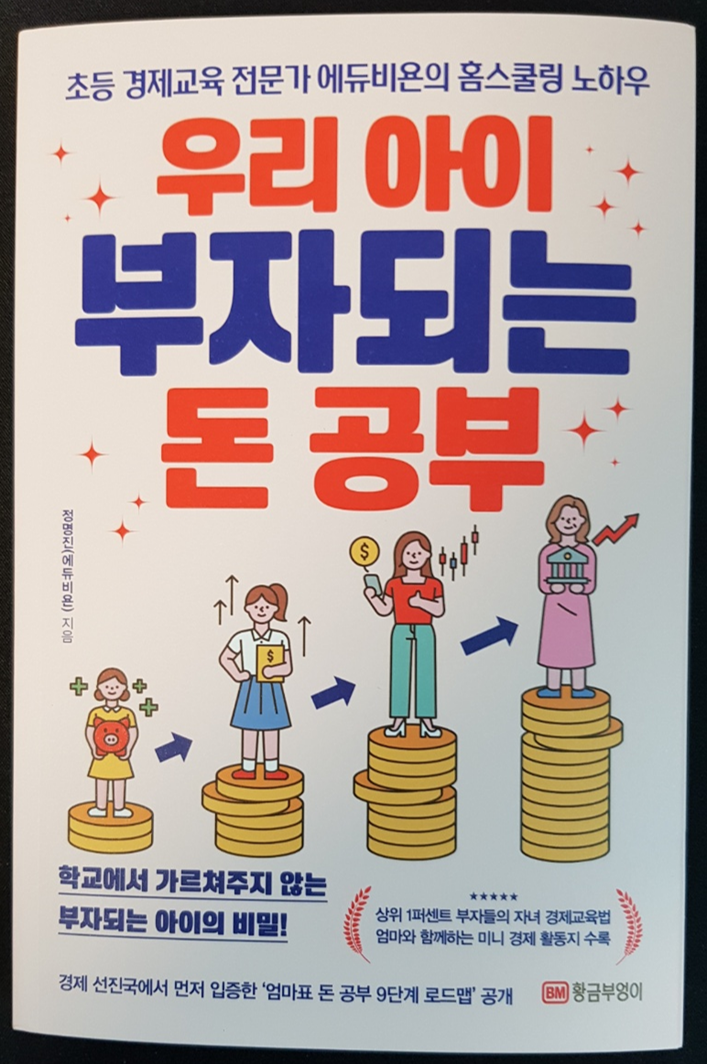 초등 경제교육 전문가 에듀비욘의 홈스쿨링 노하우
우리 아이
부자되는
돈 공부
정명진(에듀비욘) 지음
$
$
학교에서 가르쳐주지 않는
부자되는 아이의 비밀!
★★★★★
상위 1퍼센트 부자들의 자녀 경제교육법
엄마와 함께하는 미니 경제 활동지 수록
경제 선진국에서 먼저 입증한 '엄마표 돈 공부 9단계 로드맵' 공개
BM 황금부엉이